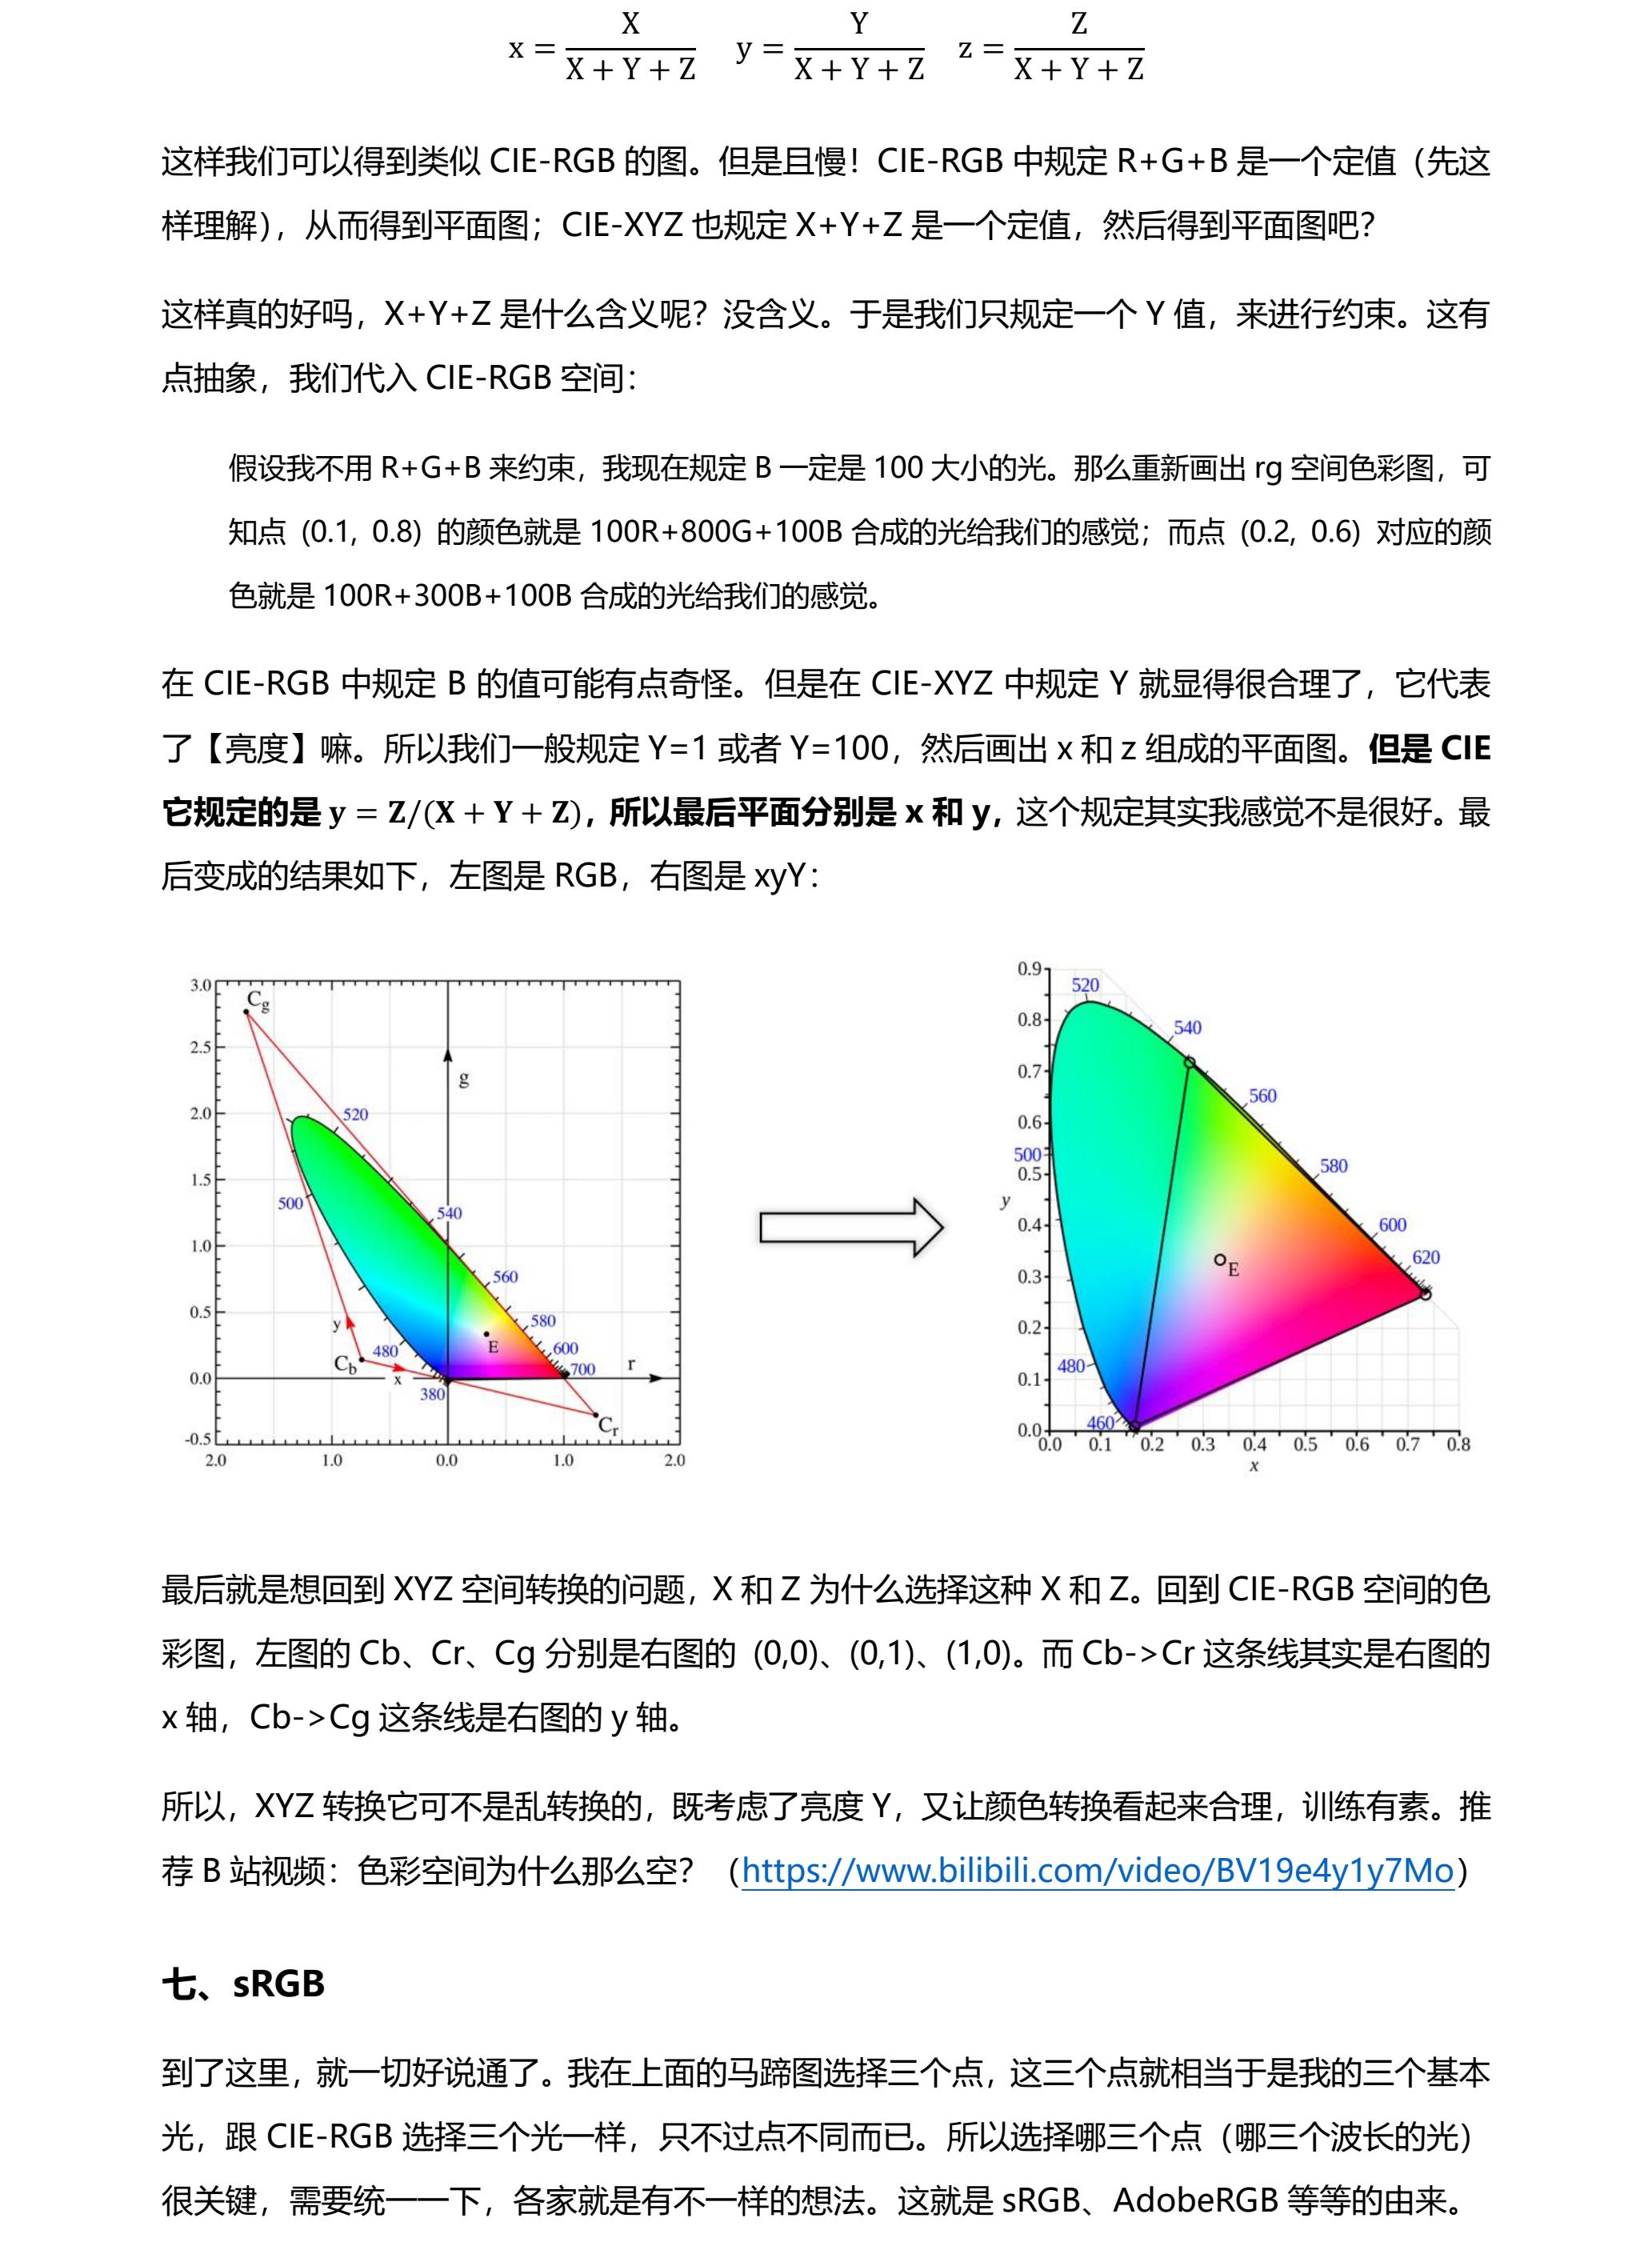 x = X/(X + Y + Z)  y = Y/(X + Y + Z)  z = Z/(X + Y + Z)
这样我们可以得到类似 CIE-RGB 的图。但是且慢！CIE-RGB 中规定 R+G+B 是一个定值（先这
样理解），从而得到平面图；CIE-XYZ 也规定 X+Y+Z 是一个定值，然后得到平面图吧？
这样真的好吗，X+Y+Z 是什么含义呢？没含义。于是我们只规定一个 Y 值，来进行约束。这有
点抽象，我们代入 CIE-RGB 空间：
假设我不用 R+G+B 来约束，我现在规定 B 一定是 100 大小的光。那么重新画出 rg 空间色彩图，可
知点（0.1, 0.8）的颜色就是 100R+800G+100B 合成的光给我们的感觉；而点（0.2, 0.6）对应的颜
色就是 100R+300B+100B 合成的光给我们的感觉。
在 CIE-RGB 中规定 B 的值可能有点奇怪。但是在 CIE-XYZ 中规定 Y 就显得很合理了，它代表
了【亮度】嘛。所以我们一般规定 Y=1 或者 Y=100，然后画出 x 和 z 组成的平面图。但是 CIE
它规定的是 y = Z/(X + Y + Z)，所以最后平面分别是 x 和 y，这个规定其实我感觉不是很好。最
后变成的结果如下，左图是 RGB，右图是 xyY：
3.0
2.5
2.0
1.5
1.0
0.5
0.0
-0.5
2.0 1.0 0.0 1.0 2.0
Cg
g
520
500
540
560
580
600
700
E
y
480
Cb
x
380
r
Cr
0.9
0.8
0.7
0.6
0.5
0.4
0.3
0.2
0.1
0.0
y
0.0 0.1 0.2 0.3 0.4 0.5 0.6 0.7 0.8
x
520
540
560
500
580
600
620
E
480
460
最后就是想回到 XYZ 空间转换的问题，X 和 Z 为什么选择这种 X 和 Z。回到 CIE-RGB 空间的色
彩图，左图的 Cb、Cr、Cg 分别是右图的 (0,0)、(0,1)、(1,0)。而 Cb->Cr 这条线其实是右图的
x 轴，Cb->Cg 这条线是右图的 y 轴。
所以，XYZ 转换它可不是乱转换的，既考虑了亮度 Y，又让颜色转换看起来合理，训练有素。推
荐 B 站视频：色彩空间为什么那么空？（https://www.bilibili.com/video/BV19e4y1y7Mo）
七、sRGB
到了这里，就一切好说通了。我在上面的马蹄图选择三个点，这三个点就相当于是我的三个基本
光，跟 CIE-RGB 选择三个光一样，只不过点不同而已。所以选择哪三个点（哪三个波长的光）
很关键，需要统一一下，各家就是有不一样的想法。这就是 sRGB、AdobeRGB 等等的由来。